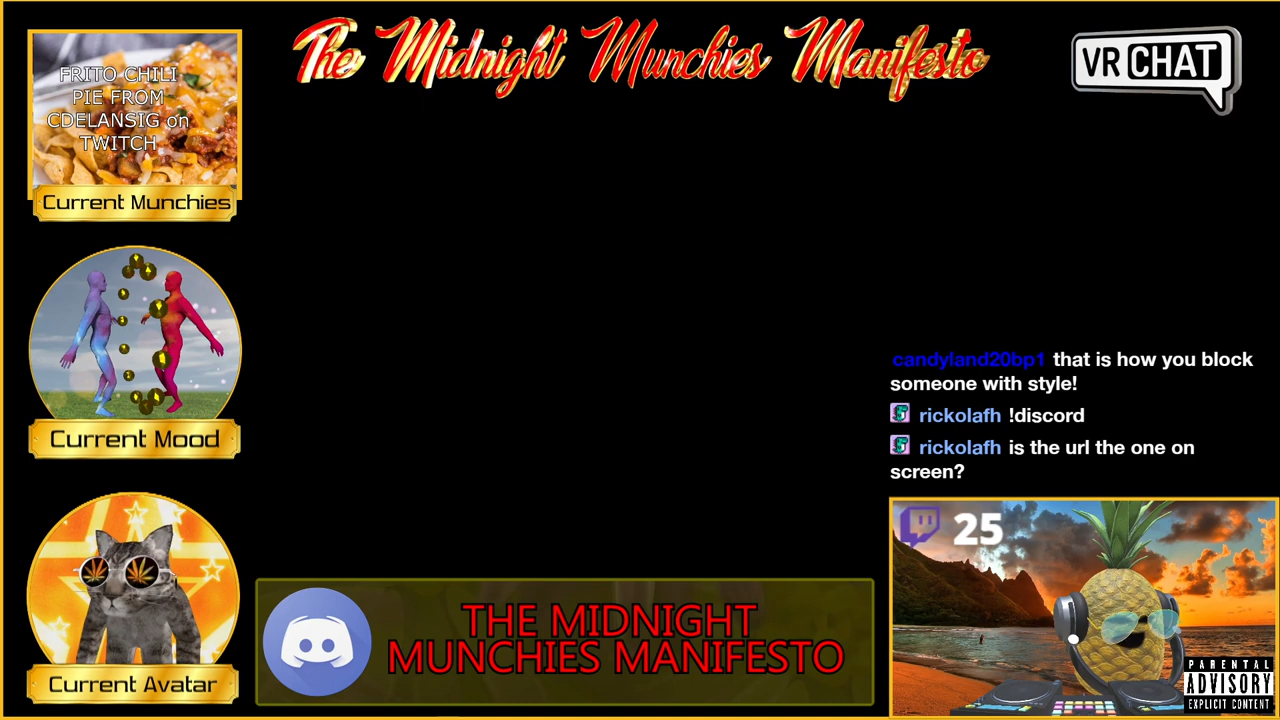 The Midnight Munchies Manifesto
VR CHAT
FRITO CHILI
PIE FROM
CDELANSIG on
TWITCH
Current Munchies
Current Mood
Current Avatar
candyland20bp1 that is how you block
someone with style!
rickolafh !discord
rickolafh is the url the one on
screen?
25
THE MIDNIGHT
MUNCHIES MANIFESTO
PARENTAL
ADVISORY
EXPLICIT CONTENT